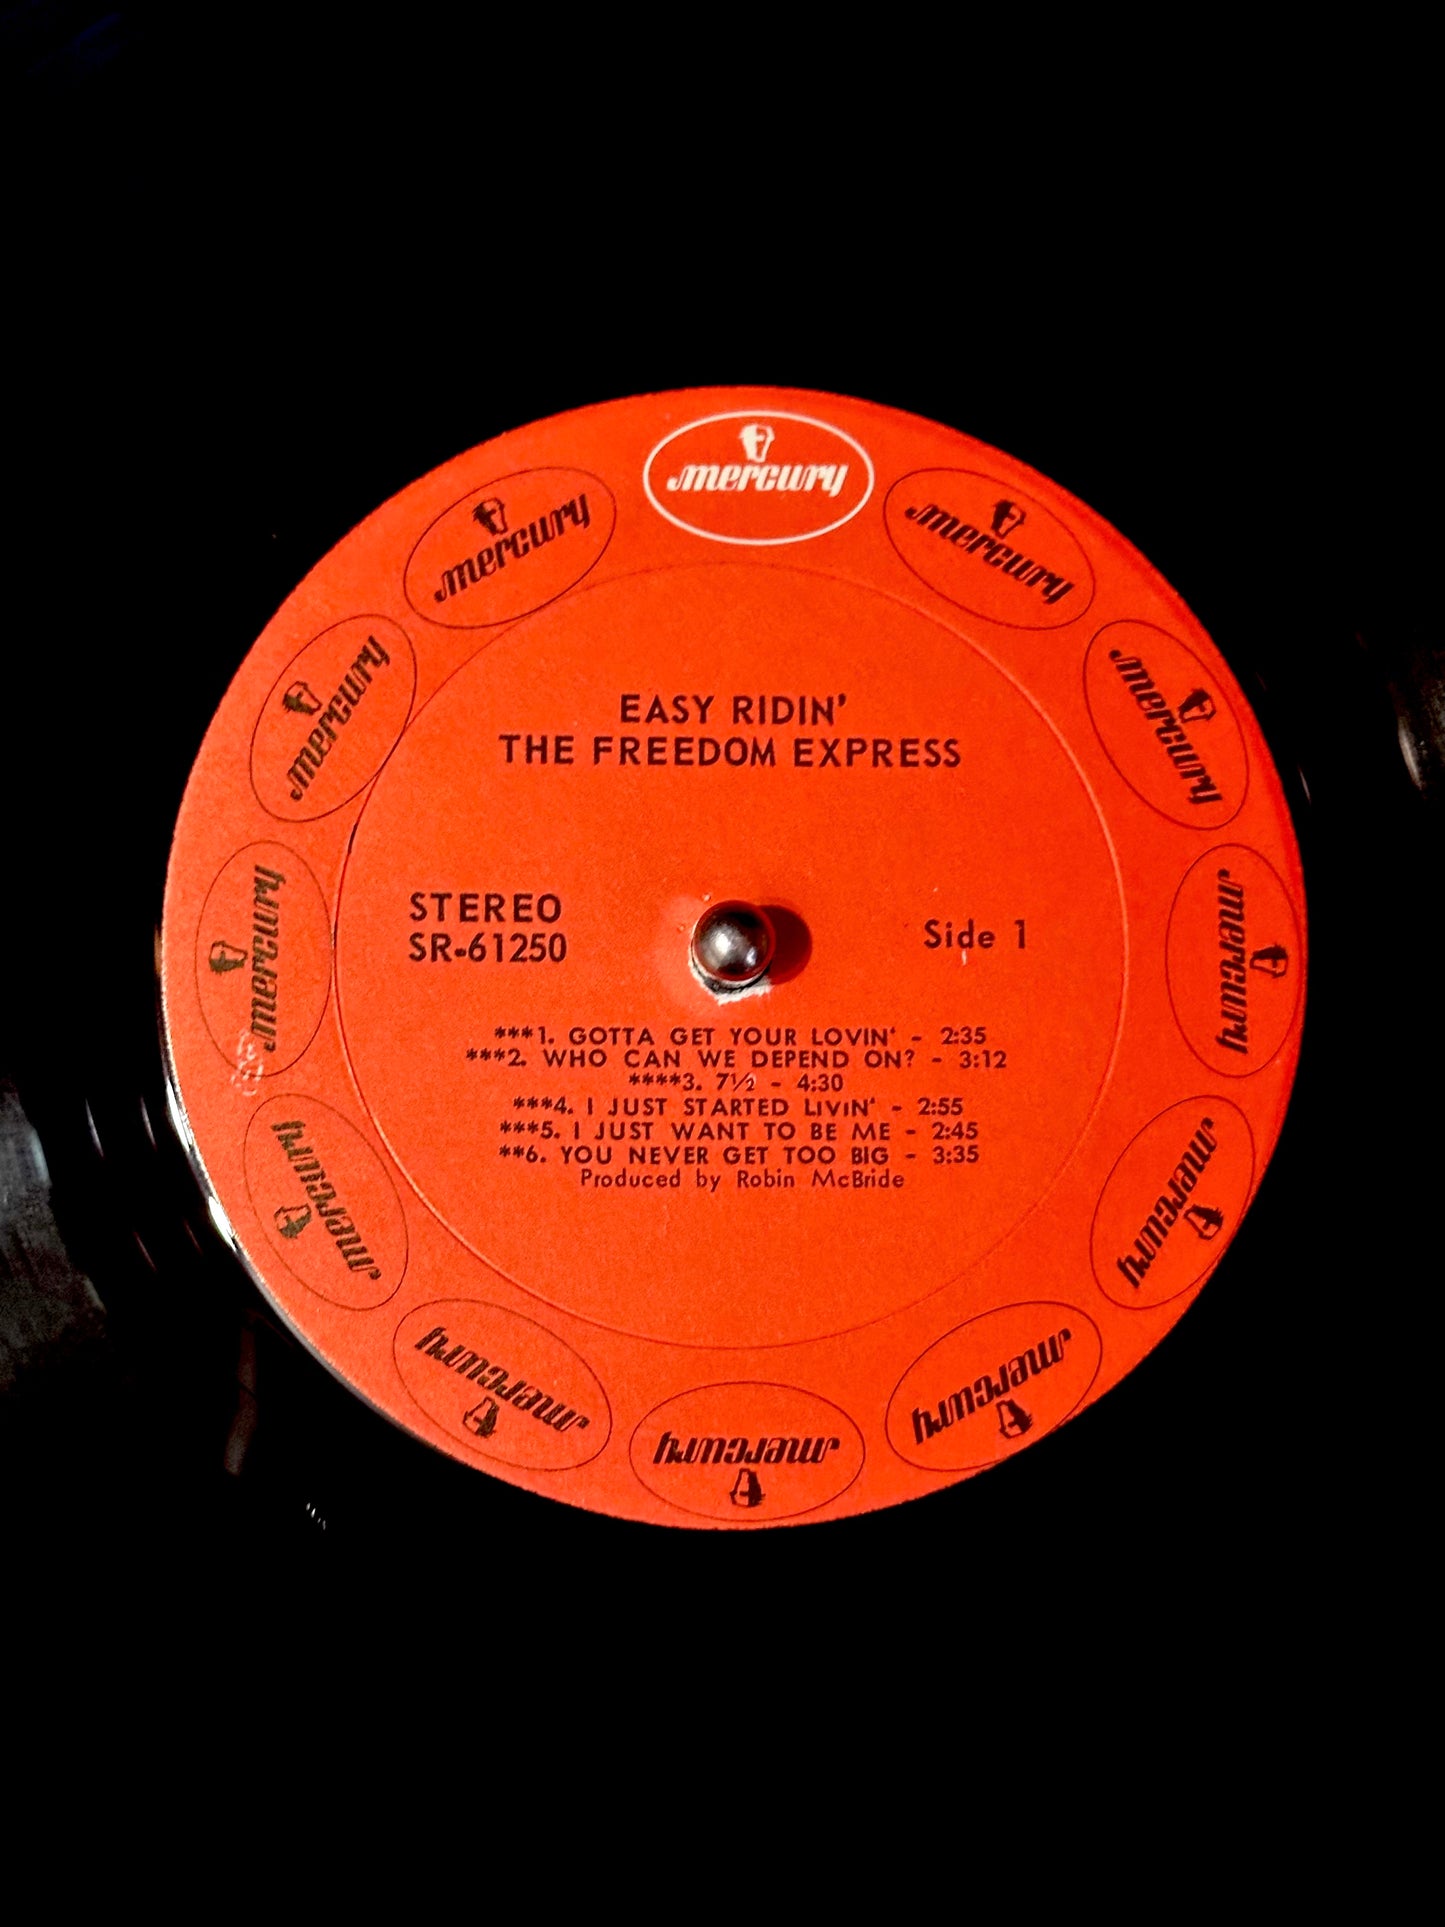 mercury
mercury
mercury
mercury
mercury
mercury
mercury
mercury
mercury
mercury
mercury
mercury
EASY RIDIN'
THE FREEDOM EXPRESS
STEREO
SR-61250
Side 1
***1. GOTTA GET YOUR LOVIN' - 2:35
***2. WHO CAN WE DEPEND ON? - 3:12
****3. 7½ - 4:30
***4. I JUST STARTED LIVIN' - 2:55
***5. I JUST WANT TO BE ME - 2:45
**6. YOU NEVER GET TOO BIG - 3:35
Produced by Robin McBride